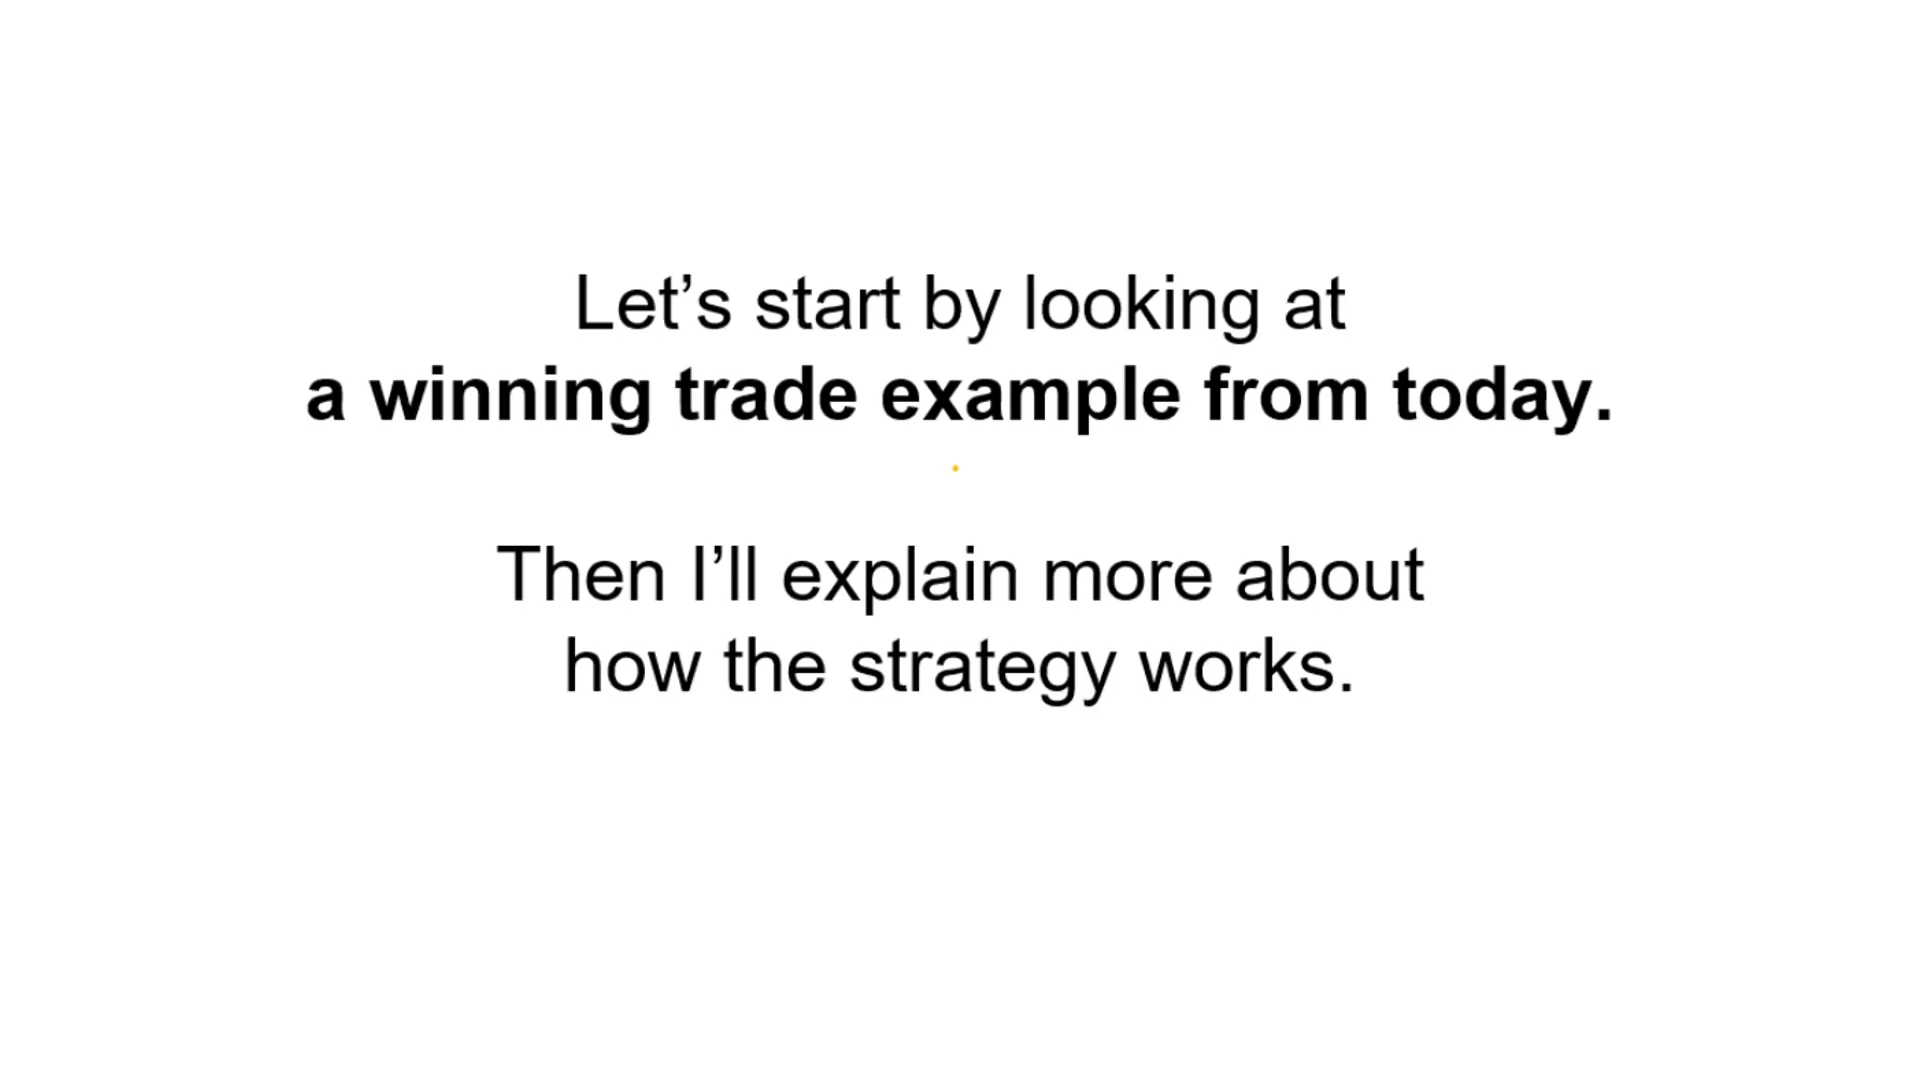 Let’s start by looking at
a winning trade example from today.
Then I’ll explain more about
how the strategy works.